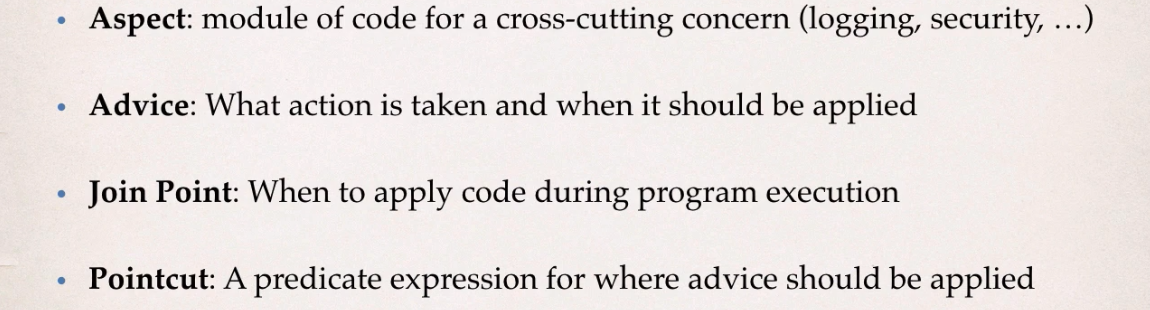 • Aspect: module of code for a cross-cutting concern (logging, security, …)
• Advice: What action is taken and when it should be applied
• Join Point: When to apply code during program execution
• Pointcut: A predicate expression for where advice should be applied